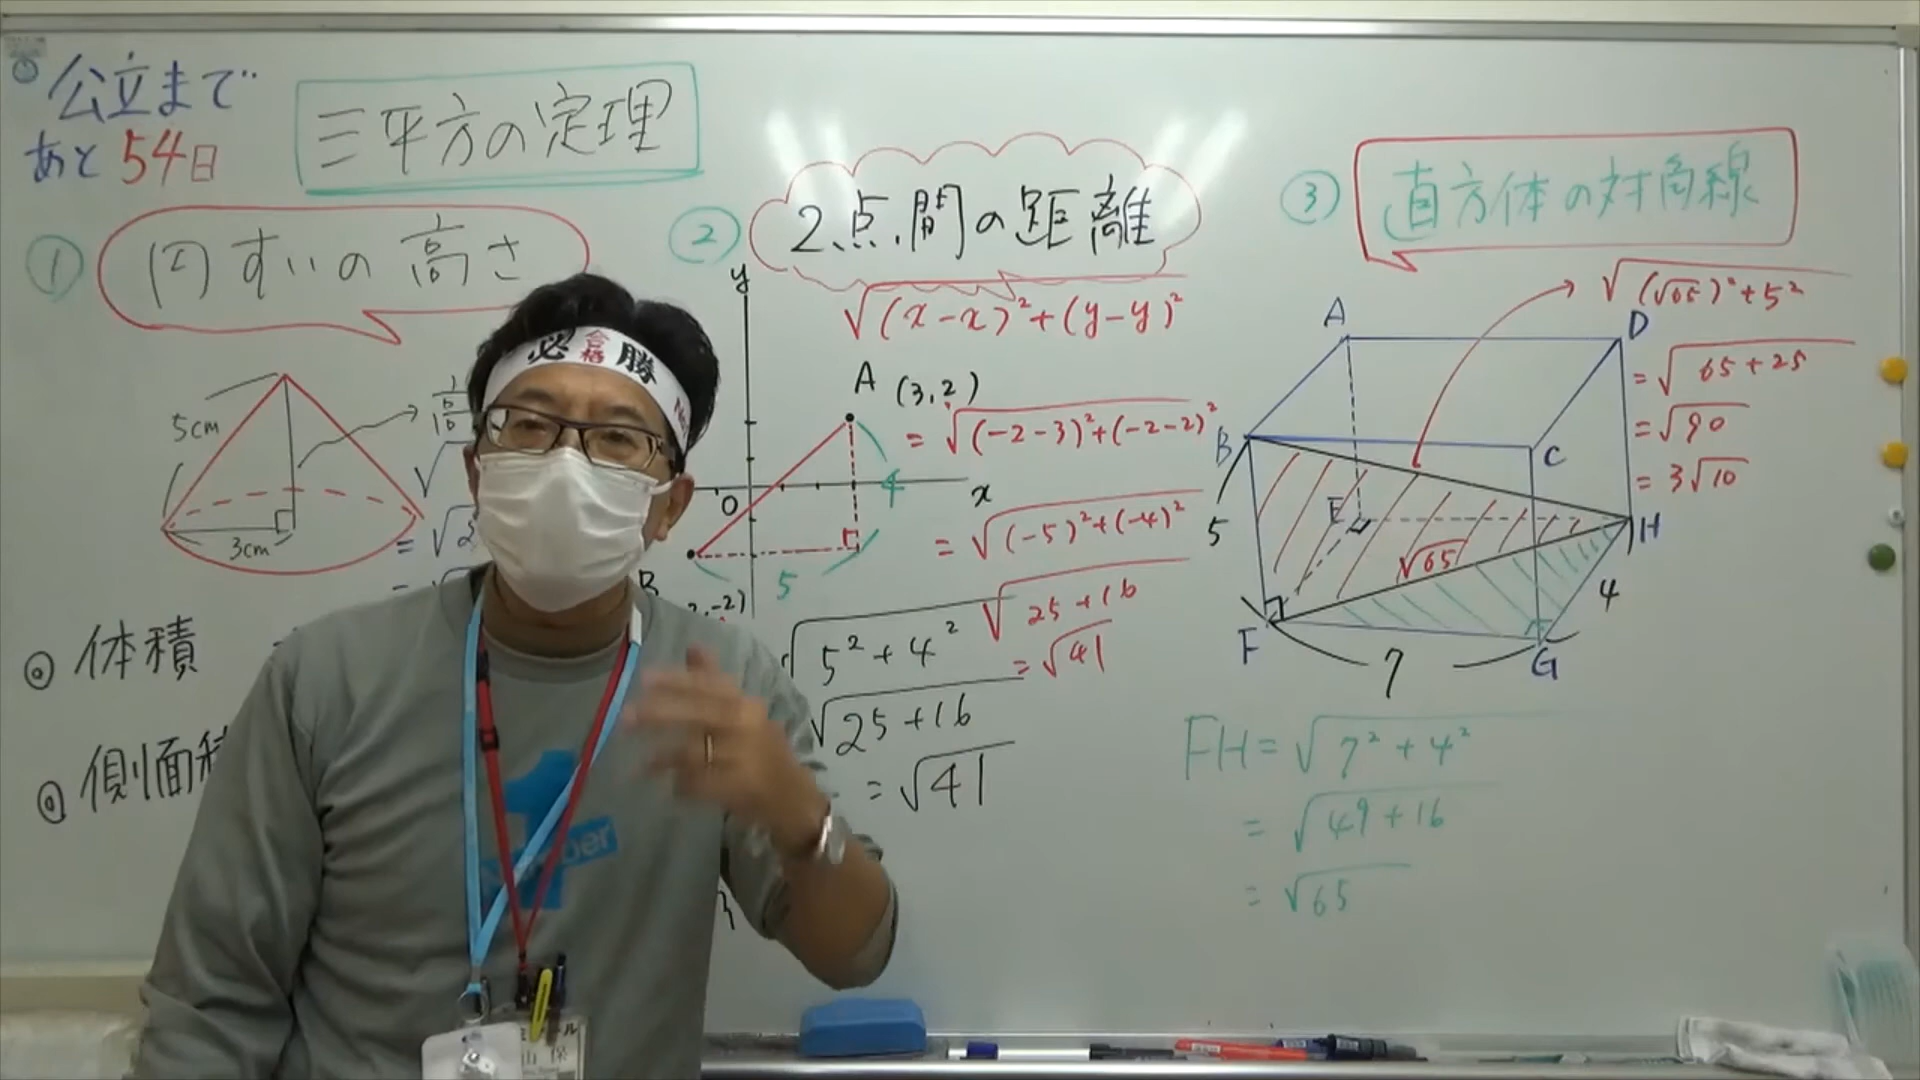 公立まで
あと54日
三平方の定理
① 円すいの高さ
5cm
3cm
高
◎ 体積
◎ 側面積
② 2点間の距離
√(x-x)²+(y-y)²
y
A (3,2)
= √(-2-3)²+(-2-2)²
4
x
O
= √(-5)²+(-4)²
B
5
√25+16
= √41
√5²+4²
√25+16
= √41
③ 直方体の対角線
√(√65)²+5²
= √65+25
= √90
= 3√10
A
D
B
C
E
H
5
√65
4
F
G
7
FH = √7²+4²
= √49+16
= √65
必合格勝